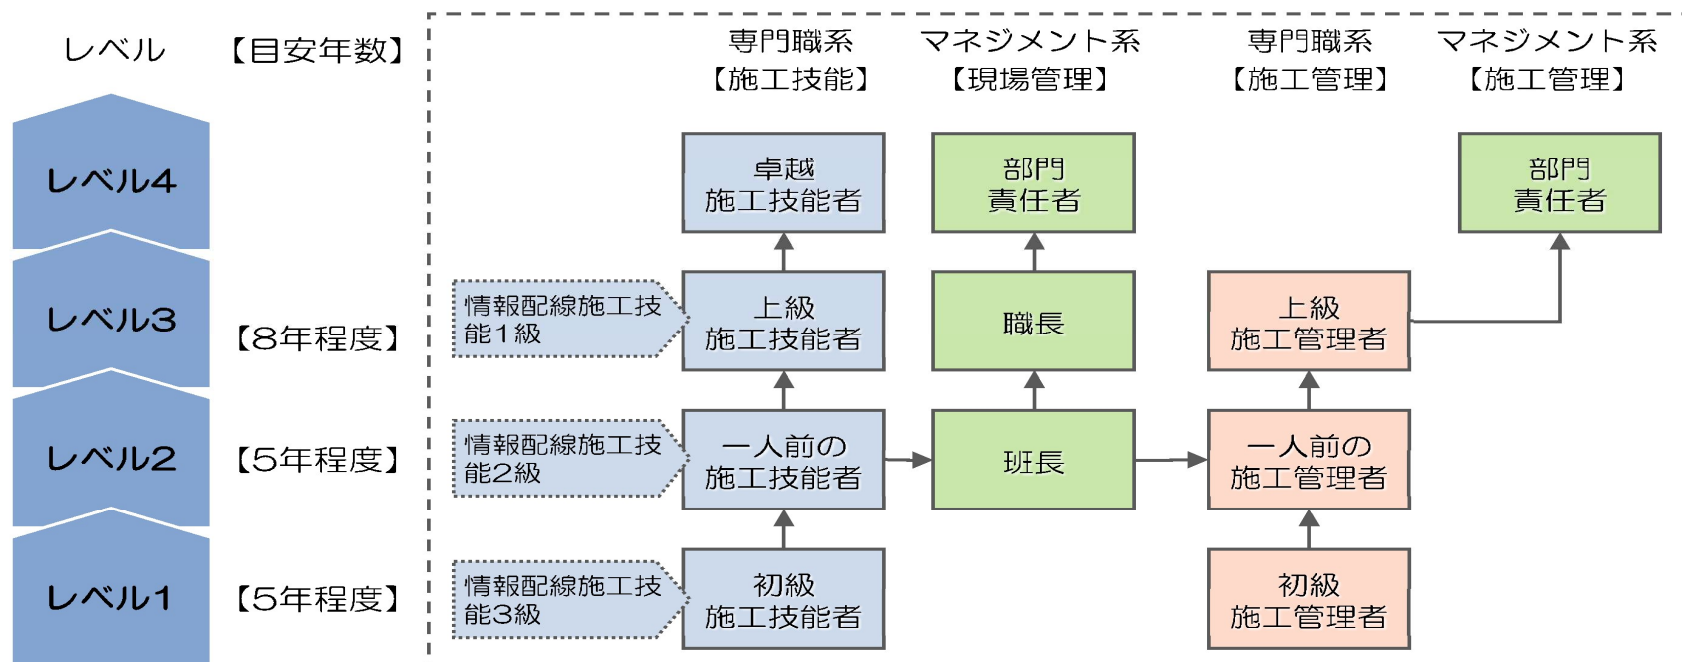 レベル 【目安年数】
専門職系 マネジメント系 専門職系 マネジメント系
【施工技能】 【現場管理】 【施工管理】 【施工管理】
レベル4
卓越
施工技能者
部門
責任者
部門
責任者
レベル3
【8年程度】
情報配線施工技
能1級
上級
施工技能者
職長
上級
施工管理者
レベル2
【5年程度】
情報配線施工技
能2級
一人前の
施工技能者
班長
一人前の
施工管理者
レベル1
【5年程度】
情報配線施工技
能3級
初級
施工技能者
初級
施工管理者